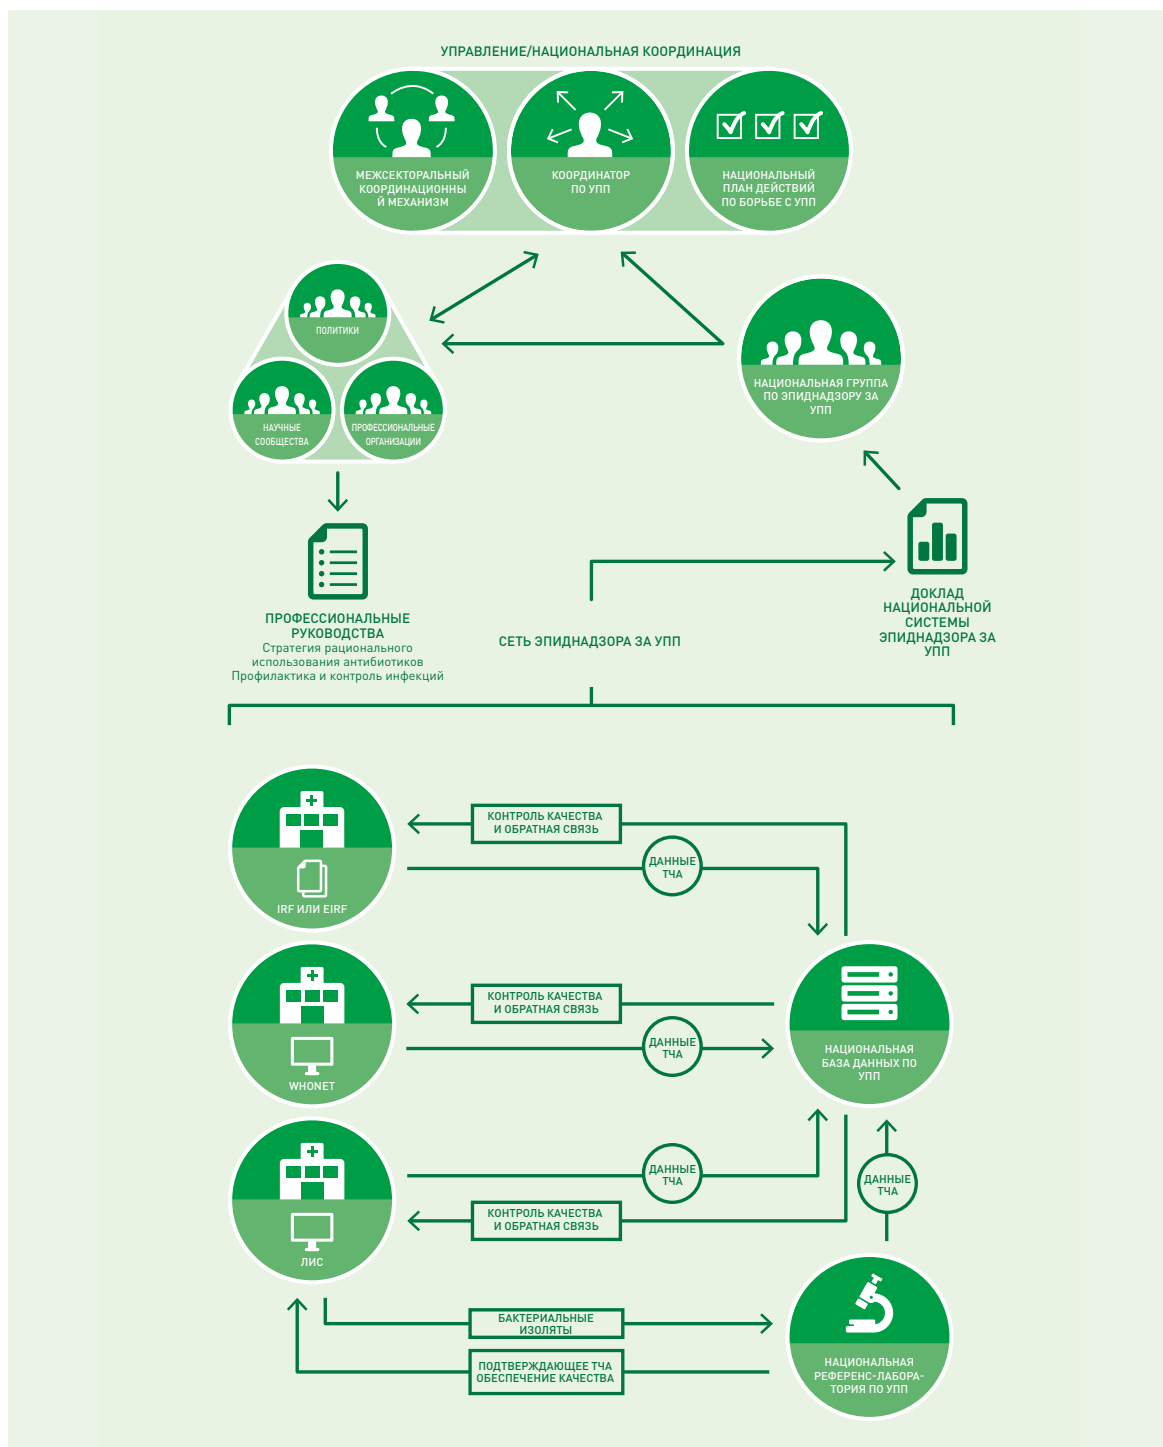 УПРАВЛЕНИЕ/НАЦИОНАЛЬНАЯ КООРДИНАЦИЯ
МЕЖСЕКТОРАЛЬНЫЙ
КООРДИНАЦИОННЫ
Й МЕХАНИЗМ
КООРДИНАТОР
ПО УПП
НАЦИОНАЛЬНЫЙ
ПЛАН ДЕЙСТВИЙ
ПО БОРЬБЕ С УПП
ПОЛИТИКИ
НАУЧНЫЕ
СООБЩЕСТВА
ПРОФЕССИОНАЛЬНЫЕ
ОРГАНИЗАЦИИ
НАЦИОНАЛЬНАЯ ГРУППА
ПО ЭПИДНАДЗОРУ ЗА
УПП
ПРОФЕССИОНАЛЬНЫЕ
РУКОВОДСТВА
Стратегия рационального
использования антибиотиков
Профилактика и контроль инфекций
СЕТЬ ЭПИДНАДЗОРА ЗА УПП
ДОКЛАД
НАЦИОНАЛЬНОЙ
СИСТЕМЫ
ЭПИДНАДЗОРА ЗА
УПП
КОНТРОЛЬ КАЧЕСТВА
И ОБРАТНАЯ СВЯЗЬ
ДАННЫЕ
ТЧА
IRF ИЛИ EIRF
КОНТРОЛЬ КАЧЕСТВА
И ОБРАТНАЯ СВЯЗЬ
ДАННЫЕ
ТЧА
WHONET
НАЦИОНАЛЬНАЯ
БАЗА ДАННЫХ ПО
УПП
ДАННЫЕ
ТЧА
ДАННЫЕ
ТЧА
КОНТРОЛЬ КАЧЕСТВА
И ОБРАТНАЯ СВЯЗЬ
ЛИС
БАКТЕРИАЛЬНЫЕ
ИЗОЛЯТЫ
ПОДТВЕРЖДАЮЩЕЕ ТЧА
ОБЕСПЕЧЕНИЕ КАЧЕСТВА
НАЦИОНАЛЬНАЯ
РЕФЕРЕНС-ЛАБОРА-
ТОРИЯ ПО УПП